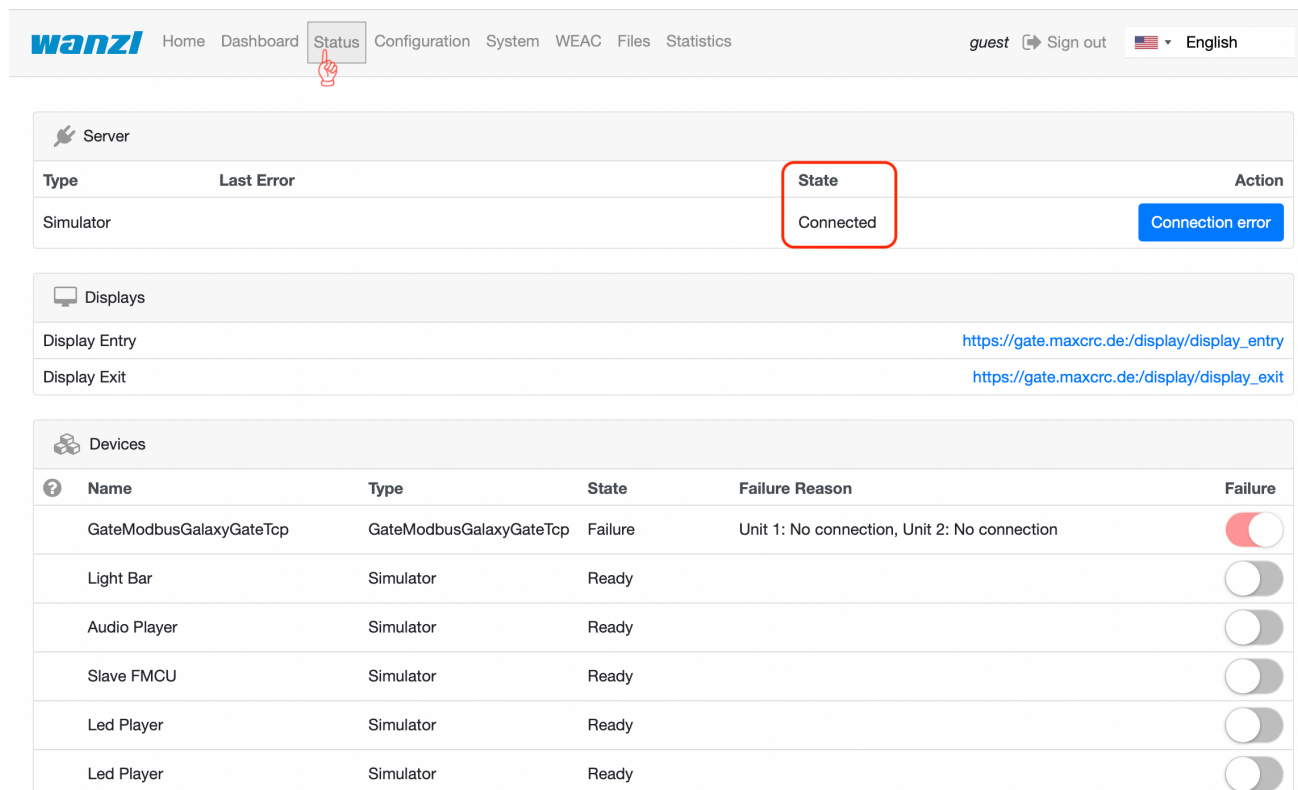 wanzl Home Dashboard Status Configuration System WEAC Files Statistics guest Sign out English
Server
Type Last Error State Action
Simulator Connected Connection error
Displays
Display Entry https://gate.maxcrc.de:/display/display_entry
Display Exit https://gate.maxcrc.de:/display/display_exit
Devices
? Name Type State Failure Reason Failure
GateModbusGalaxyGateTcp GateModbusGalaxyGateTcp Failure Unit 1: No connection, Unit 2: No connection
Light Bar Simulator Ready
Audio Player Simulator Ready
Slave FMCU Simulator Ready
Led Player Simulator Ready
Led Player Simulator Ready